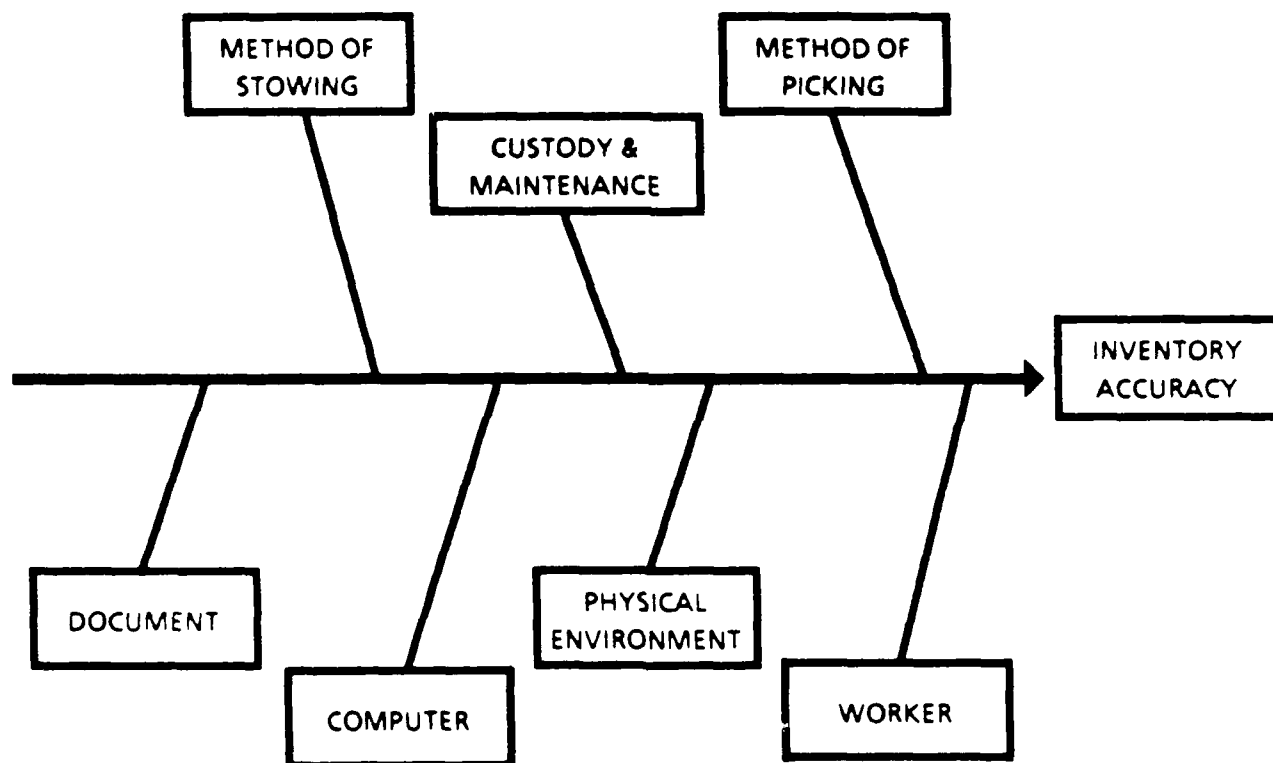 METHOD OF
STOWING
METHOD OF
PICKING
CUSTODY &
MAINTENANCE
INVENTORY
ACCURACY
DOCUMENT
PHYSICAL
ENVIRONMENT
COMPUTER
WORKER